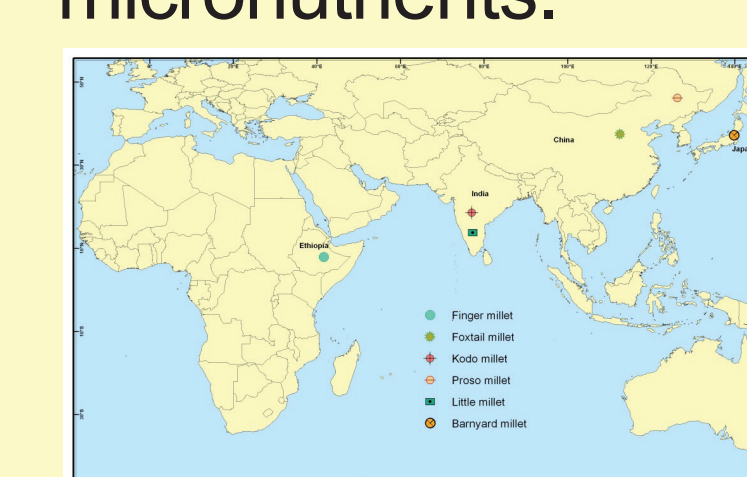 micronutrients.
China
Japa
India
Ethiopia
Finger millet
Foxtail millet
Kodo millet
Proso millet
Little millet
Barnyard millet